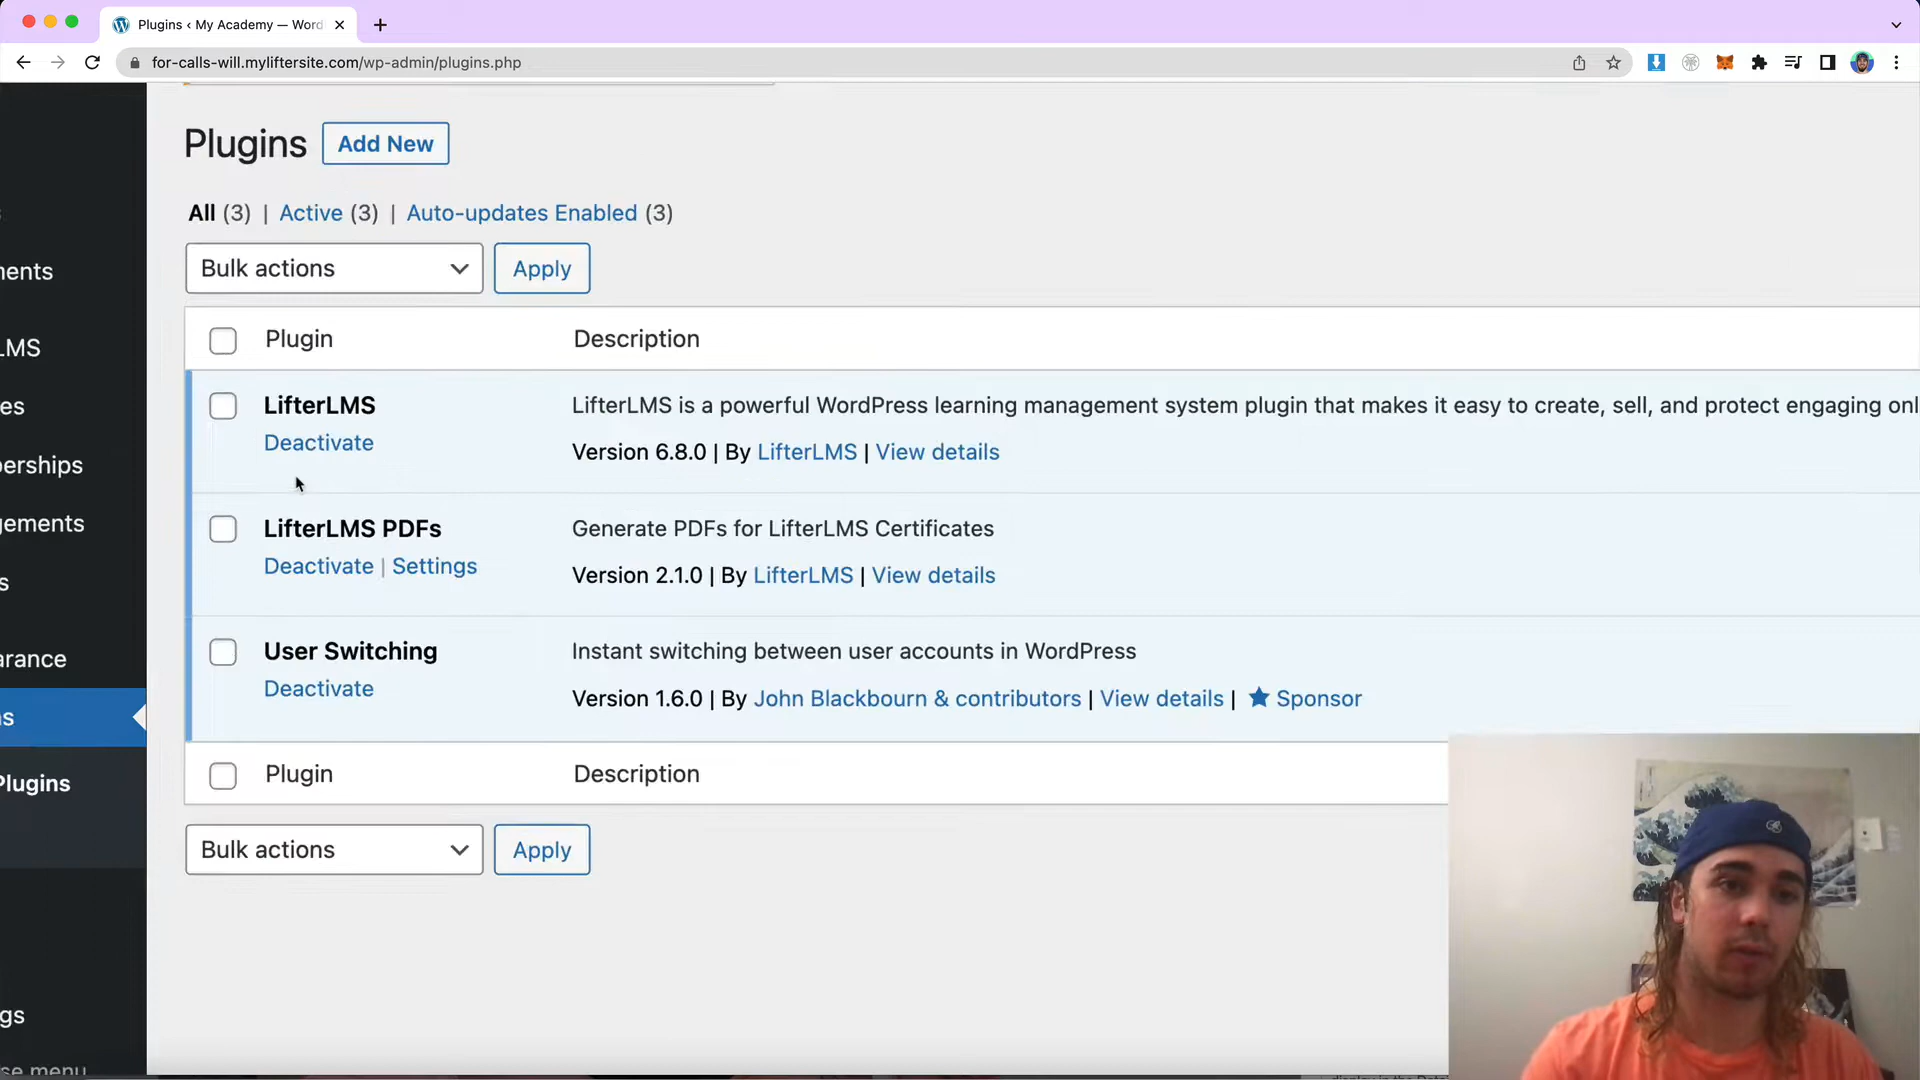 Plugins ‹ My Academy — Word
for-calls-will.myliftersite.com/wp-admin/plugins.php
Plugins Add New
All (3) | Active (3) | Auto-updates Enabled (3)
Bulk actions Apply
Plugin Description
LifterLMS LifterLMS is a powerful WordPress learning management system plugin that makes it easy to create, sell, and protect engaging onl
Deactivate Version 6.8.0 | By LifterLMS | View details
LifterLMS PDFs Generate PDFs for LifterLMS Certificates
Deactivate | Settings Version 2.1.0 | By LifterLMS | View details
User Switching Instant switching between user accounts in WordPress
Deactivate Version 1.6.0 | By John Blackbourn & contributors | View details | Sponsor
Plugin Description
Bulk actions Apply
nents
LMS
es
erships
gements
s
arance
s
Plugins
gs
se menu